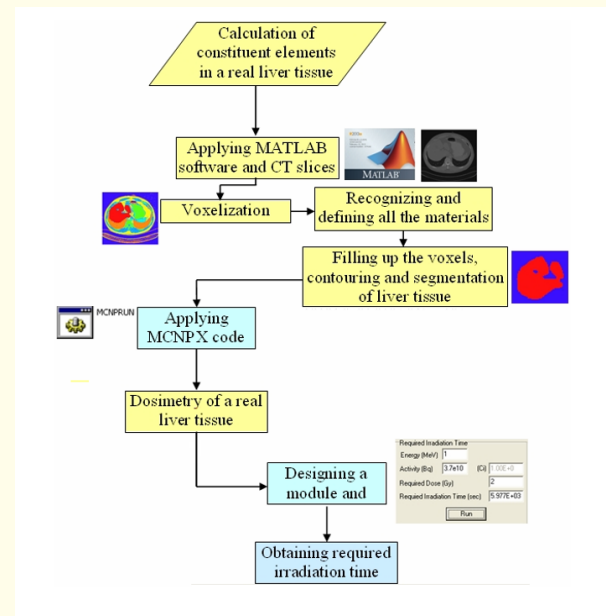 Calculation of
constituent elements
in a real liver tissue
Applying MATLAB
software and CT slices
MATLAB
Voxelization
Recognizing and
defining all the materials
Filling up the voxels,
contouring and segmentation
of liver tissue
MCNPRUN
Applying
MCNPX code
Dosimetry of a real
liver tissue
Required Irradiation Time
Energy (MeV) 1
Activity (Bq) 3.7e10 (Ci) 1.00E+0
Required Dose (Gy) 2
Required Irradiation Time (sec) 5.977E+03
Run
Designing a
module and
Obtaining required
irradiation time